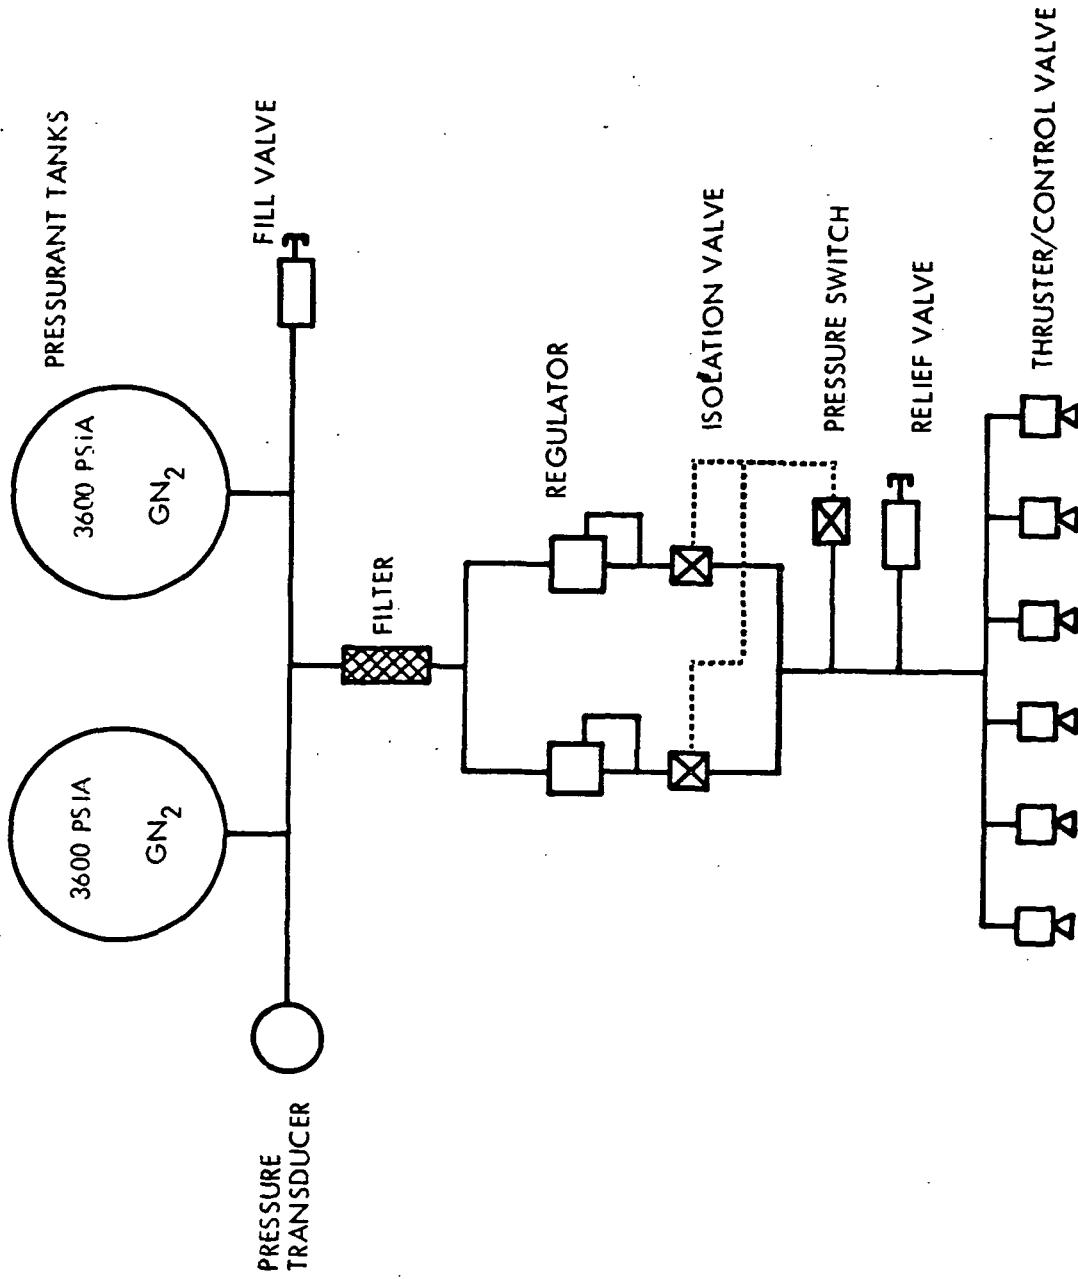 PRESSURANT TANKS
3600 PSIA
GN2
3600 PSIA
GN2
FILL VALVE
PRESSURE
TRANSDUCER
FILTER
REGULATOR
ISOLATION VALVE
PRESSURE SWITCH
RELIEF VALVE
THRUSTER/CONTROL VALVE